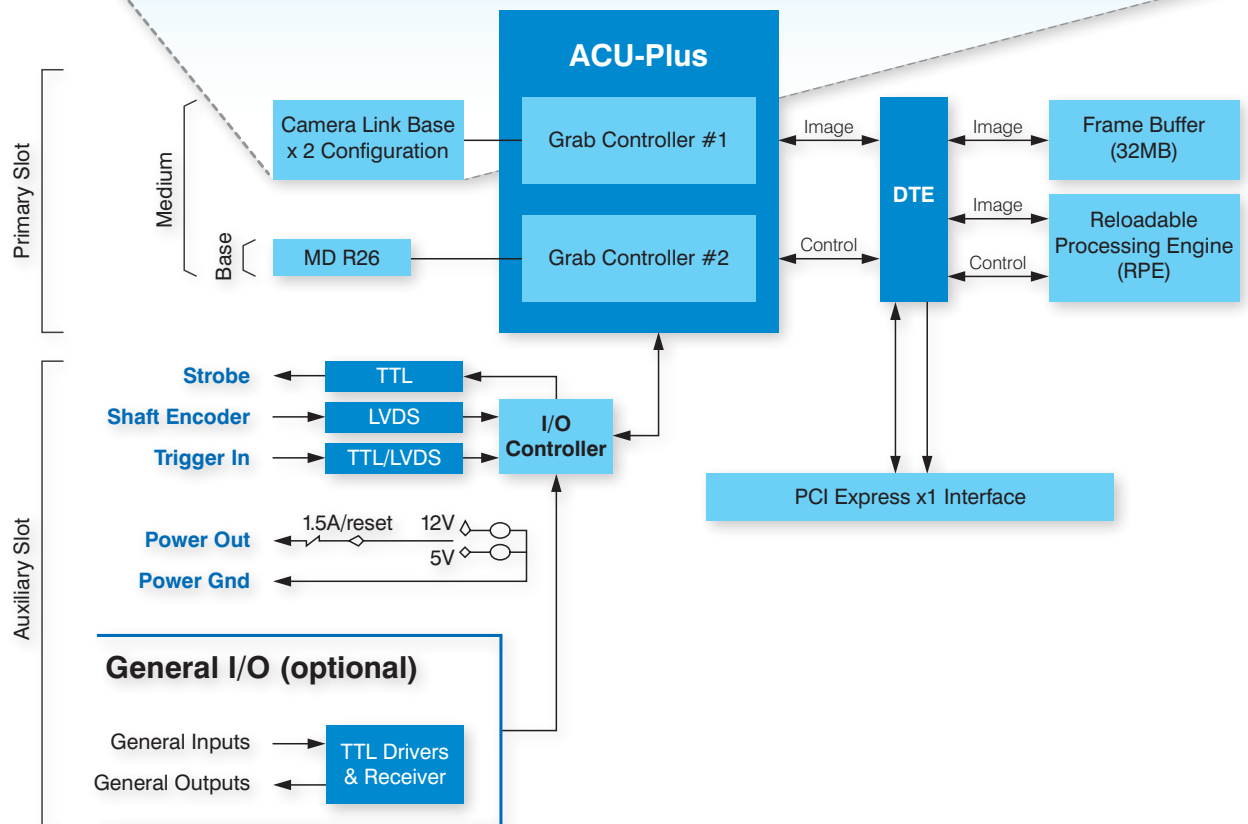 ACU-Plus
Primary Slot
Medium
Base
Camera Link Base
x 2 Configuration
Grab Controller #1
MD R26
Grab Controller #2
Image
Control
DTE
Image
Frame Buffer
(32MB)
Image
Control
Reloadable
Processing Engine
(RPE)
Auxiliary Slot
Strobe
TTL
Shaft Encoder
LVDS
Trigger In
TTL/LVDS
I/O
Controller
PCI Express x1 Interface
Power Out
1.5A/reset
12V
5V
Power Gnd
General I/O (optional)
General Inputs
General Outputs
TTL Drivers
& Receiver